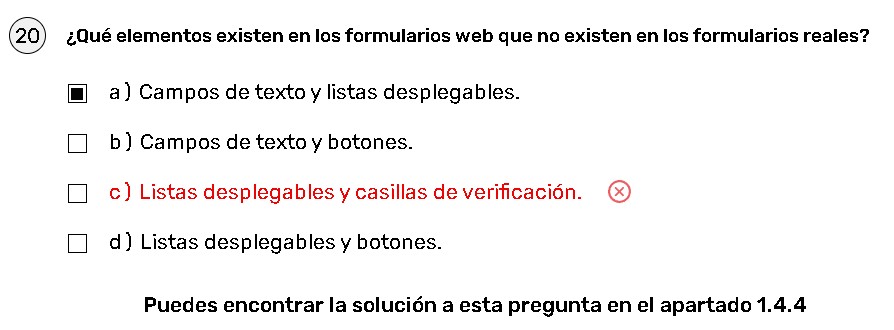 20 ¿Qué elementos existen en los formularios web que no existen en los formularios reales?
a) Campos de texto y listas desplegables.
b) Campos de texto y botones.
c) Listas desplegables y casillas de verificación.
d) Listas desplegables y botones.
Puedes encontrar la solución a esta pregunta en el apartado 1.4.4